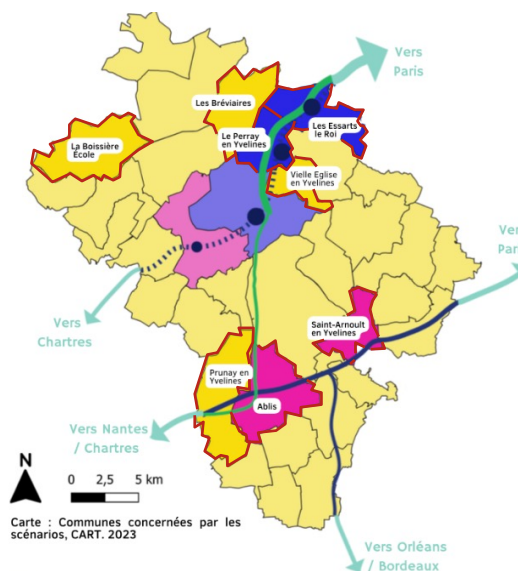 Vers
Paris
Les Bréviaires
Les Essarts
le Roi
Le Perray
en Yvelines
La Boissière
École
Vielle Eglise
en Yvelines
Vers
Par
Saint-Arnoult
en Yvelines
Vers
Chartres
Prunay en
Yvelines
Ablis
Vers Nantes
/ Chartres
N
0 2,5 5 km
Carte : Communes concernées par les
scénarios, CART. 2023
Vers Orléans
/ Bordeaux